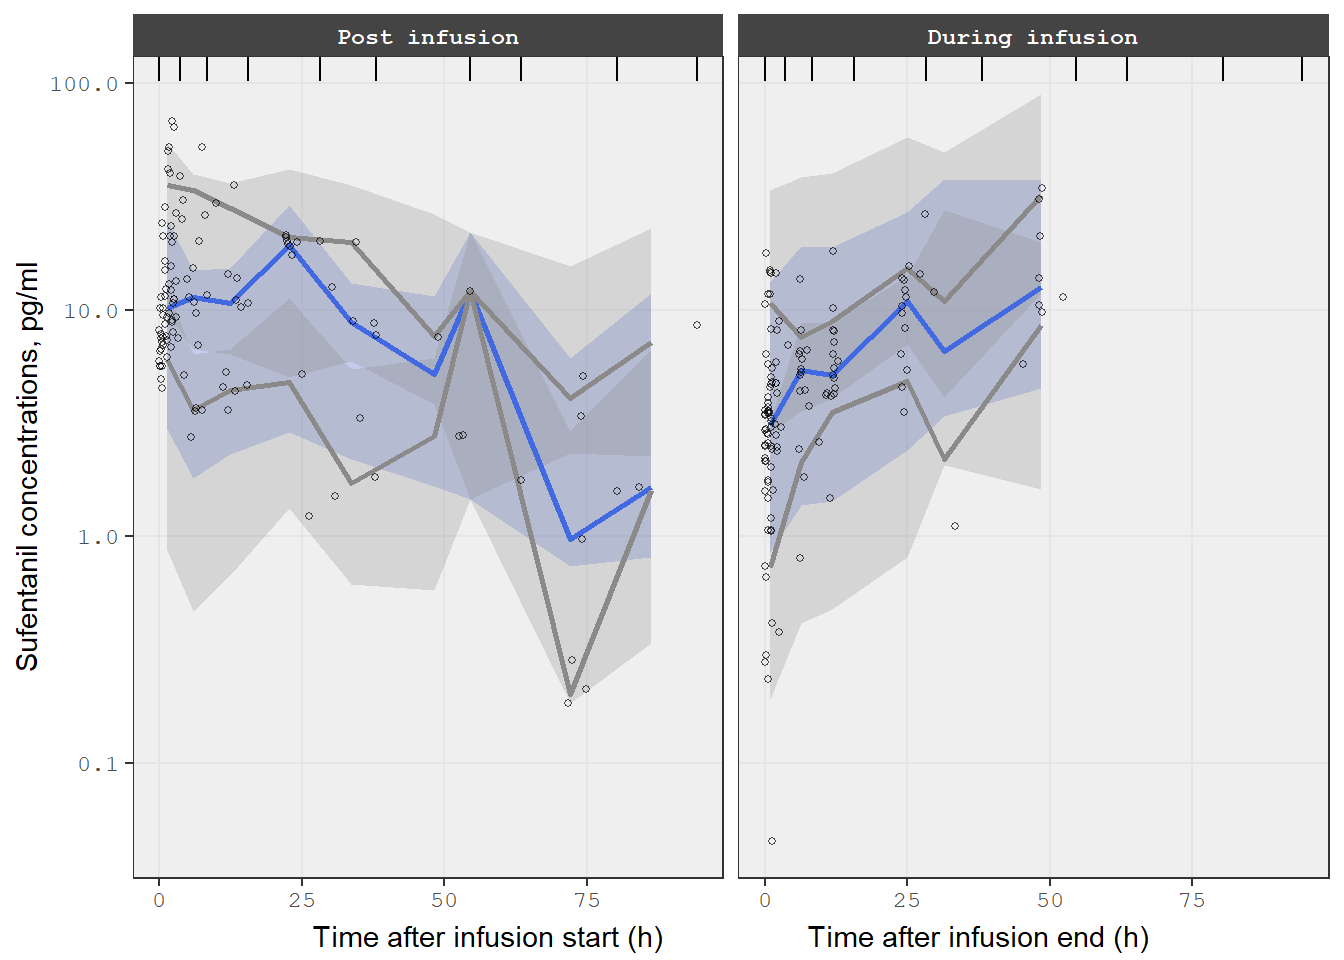 Post infusion
During infusion
Sufentanil concentrations, pg/ml
100.0
10.0
1.0
0.1
0 25 50 75
0 25 50 75
Time after infusion start (h)
Time after infusion end (h)